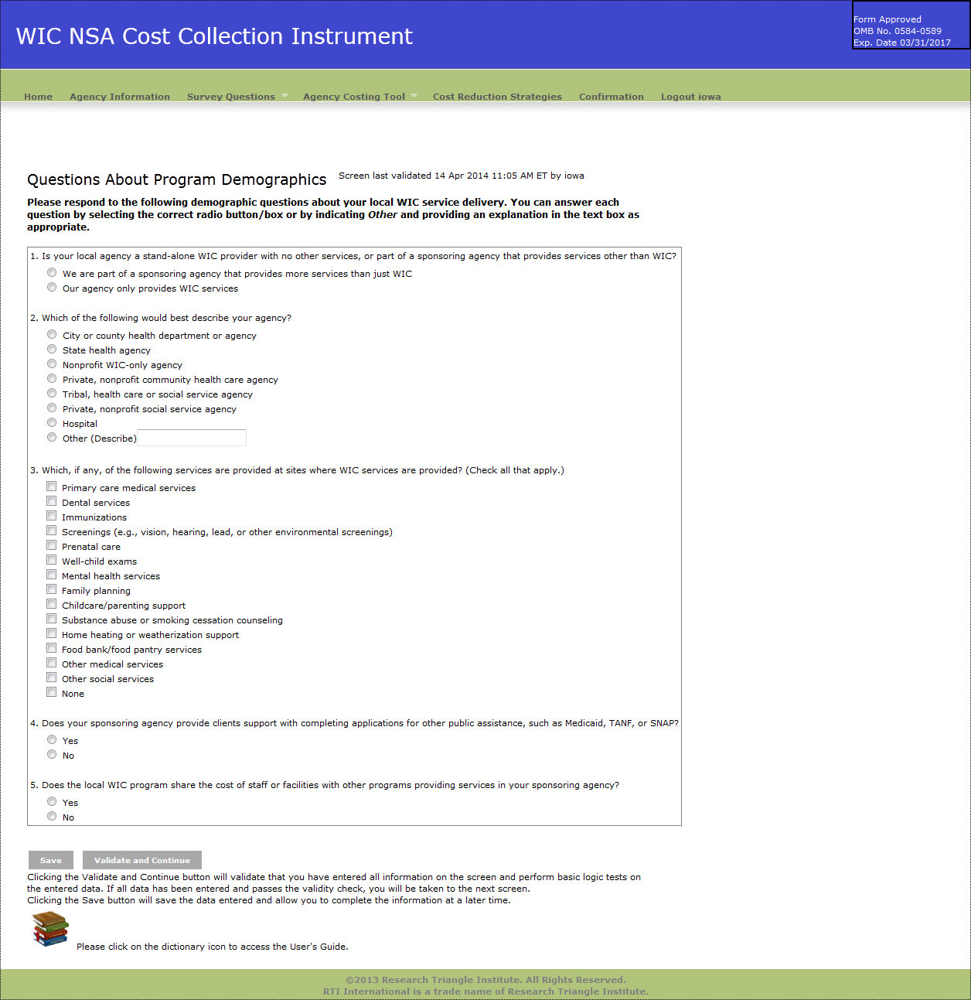 WIC NSA Cost Collection Instrument
Form Approved
OMB No. 0584-0589
Exp. Date 03/31/2017
Home Agency Information Survey Questions Agency Costing Tool Cost Reduction Strategies Confirmation Logout iowa
Questions About Program Demographics Screen last validated 14 Apr 2014 11:05 AM ET by iowa
Please respond to the following demographic questions about your local WIC service delivery. You can answer each
question by selecting the correct radio button/box or by indicating Other and providing an explanation in the text box as
appropriate.
1. Is your local agency a stand-alone WIC provider with no other services, or part of a sponsoring agency that provides services other than WIC?
We are part of a sponsoring agency that provides more services than just WIC
Our agency only provides WIC services
2. Which of the following would best describe your agency?
City or county health department or agency
State health agency
Nonprofit WIC-only agency
Private, nonprofit community health care agency
Tribal, health care or social service agency
Private, nonprofit social service agency
Hospital
Other (Describe)
3. Which, if any, of the following services are provided at sites where WIC services are provided? (Check all that apply.)
Primary care medical services
Dental services
Immunizations
Screenings (e.g., vision, hearing, lead, or other environmental screenings)
Prenatal care
Well-child exams
Mental health services
Family planning
Childcare/parenting support
Substance abuse or smoking cessation counseling
Home heating or weatherization support
Food bank/food pantry services
Other medical services
Other social services
None
4. Does your sponsoring agency provide clients support with completing applications for other public assistance, such as Medicaid, TANF, or SNAP?
Yes
No
5. Does the local WIC program share the cost of staff or facilities with other programs providing services in your sponsoring agency?
Yes
No
Save Validate and Continue
Clicking the Validate and Continue button will validate that you have entered all information on the screen and perform basic logic tests on
the entered data. If all data has been entered and passes the validity check, you will be taken to the next screen.
Clicking the Save button will save the data entered and allow you to complete the information at a later time.
Please click on the dictionary icon to access the User's Guide.
©2013 Research Triangle Institute. All Rights Reserved.
RTI International is a trade name of Research Triangle Institute.